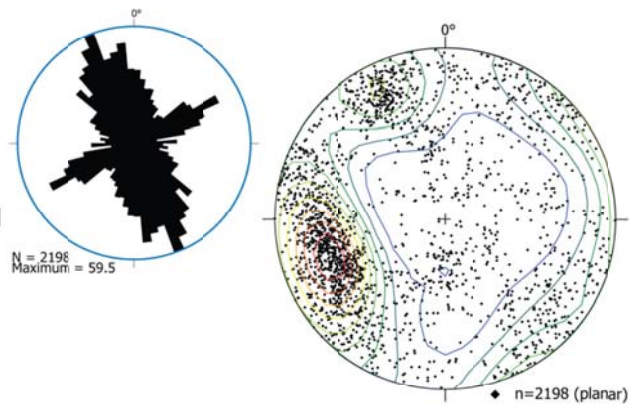 0°
N = 2198
Maximum = 59.5
0°
n=2198 (planar)